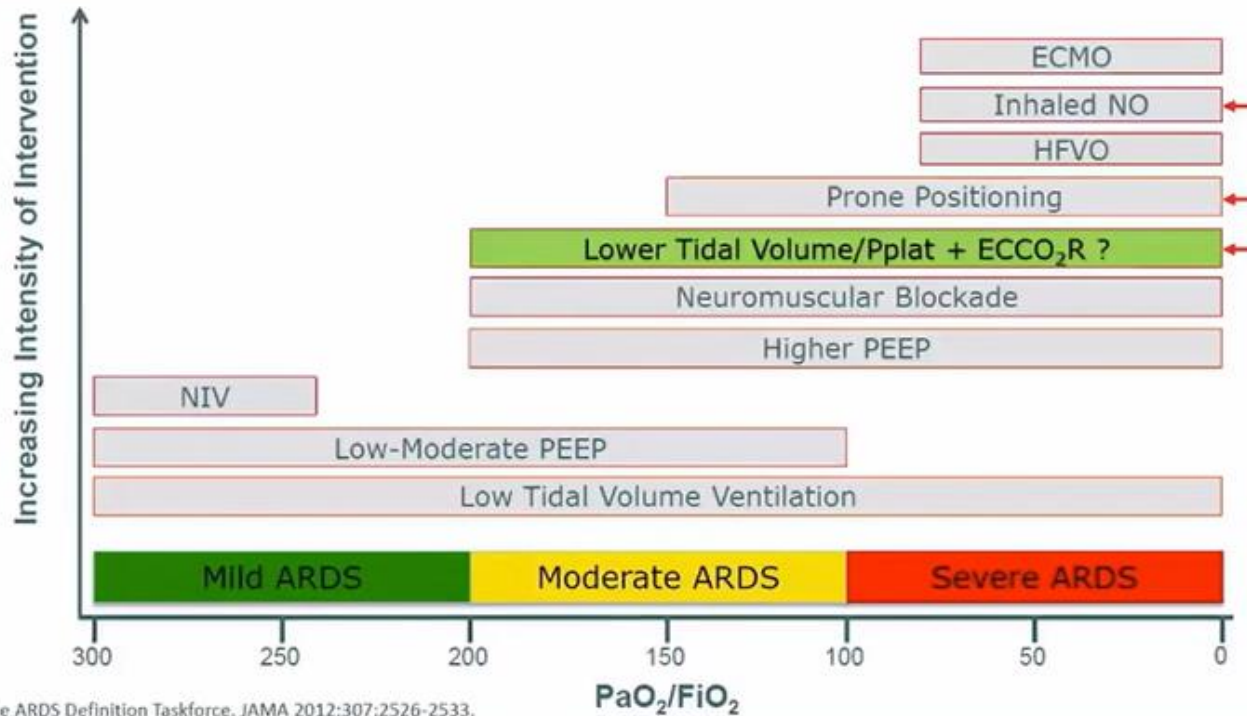 Increasing Intensity of Intervention
ECMO
Inhaled NO
HFVO
Prone Positioning
Lower Tidal Volume/Pplat + ECCO₂R ?
Neuromuscular Blockade
Higher PEEP
NIV
Low-Moderate PEEP
Low Tidal Volume Ventilation
Mild ARDS Moderate ARDS Severe ARDS
300 250 200 150 100 50 0
PaO₂/FiO₂
e ARDS Definition Taskforce. JAMA 2012;307:2526-2533.